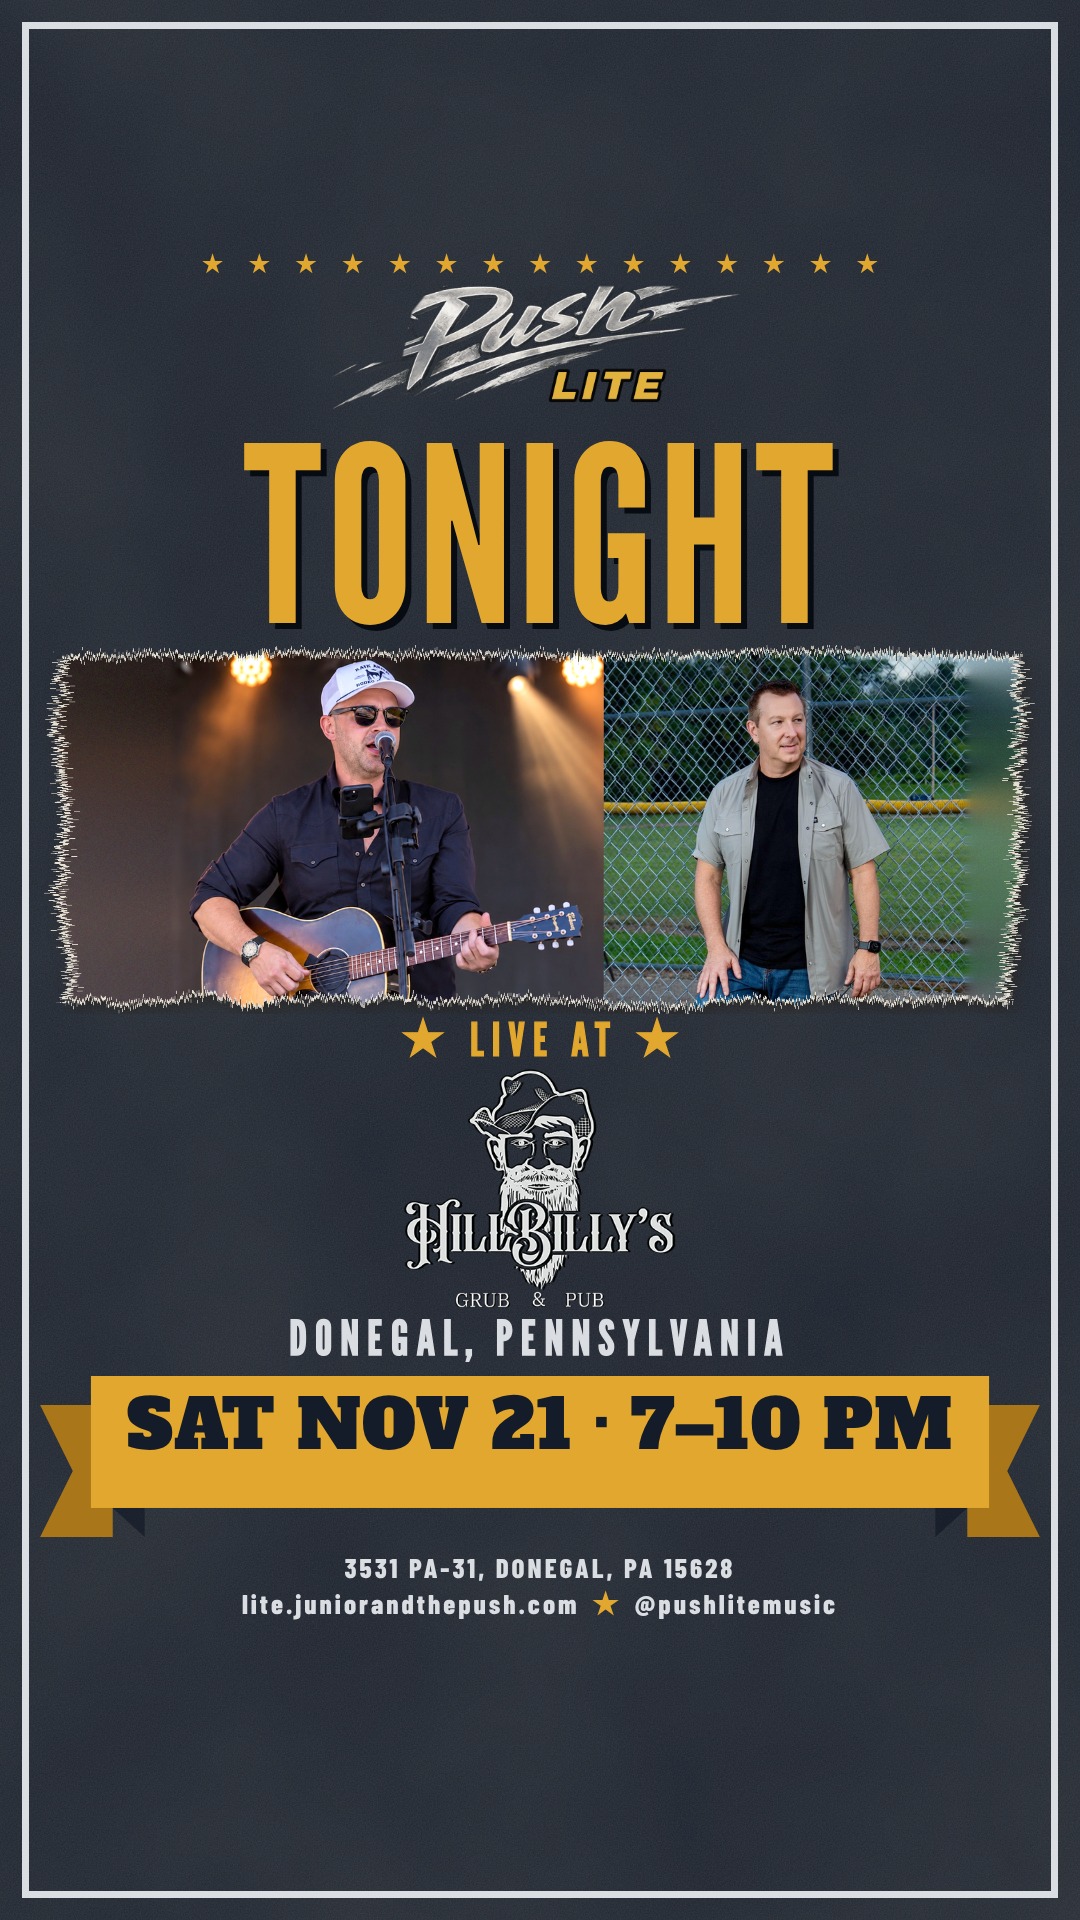 Push
LITE
TONIGHT
LIVE AT
HILLBILLY'S
GRUB & PUB
DONEGAL, PENNSYLVANIA
SAT NOV 21 · 7–10 PM
3531 PA-31, DONEGAL, PA 15628
lite.juniorandthepush.com ★ @pushlitemusic